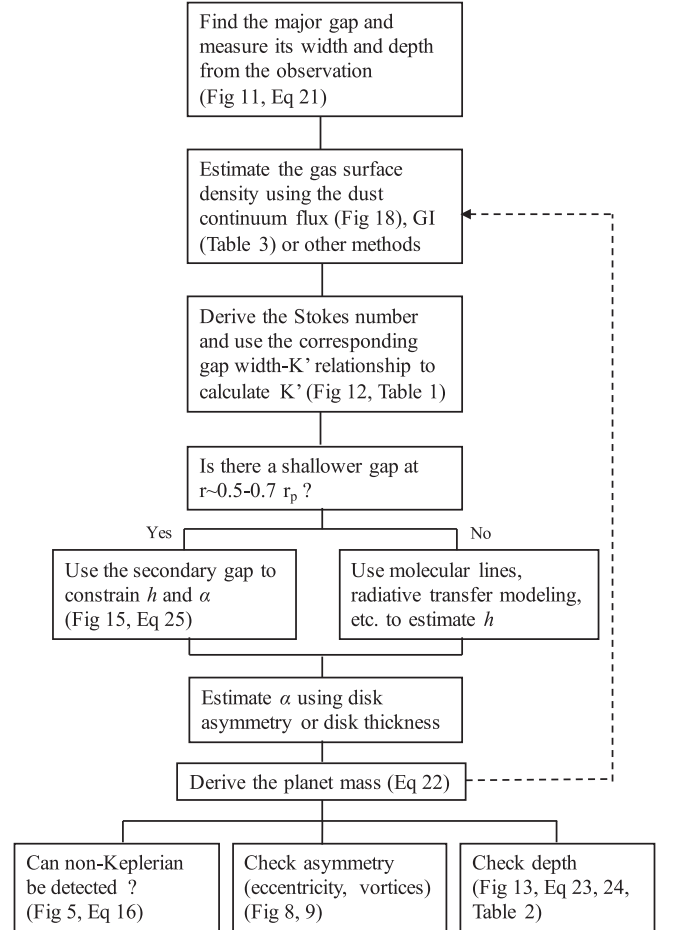 Find the major gap and
measure its width and depth
from the observation
(Fig 11, Eq 21)
Estimate the gas surface
density using the dust
continuum flux (Fig 18), GI
(Table 3) or other methods
Derive the Stokes number
and use the corresponding
gap width-K’ relationship to
calculate K’ (Fig 12, Table 1)
Is there a shallower gap at
r~0.5-0.7 rp ?
Yes
No
Use the secondary gap to
constrain h and α
(Fig 15, Eq 25)
Use molecular lines,
radiative transfer modeling,
etc. to estimate h
Estimate α using disk
asymmetry or disk thickness
Derive the planet mass (Eq 22)
Can non-Keplerian
be detected ?
(Fig 5, Eq 16)
Check asymmetry
(eccentricity, vortices)
(Fig 8, 9)
Check depth
(Fig 13, Eq 23, 24,
Table 2)